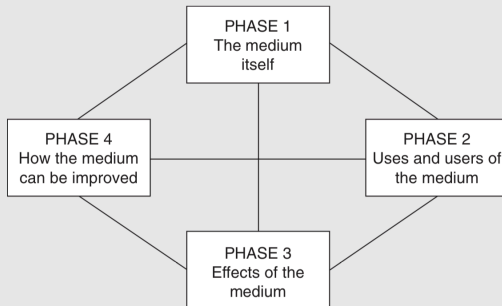 PHASE 1
The medium
itself
PHASE 4
How the medium
can be improved
PHASE 2
Uses and users of
the medium
PHASE 3
Effects of the
medium